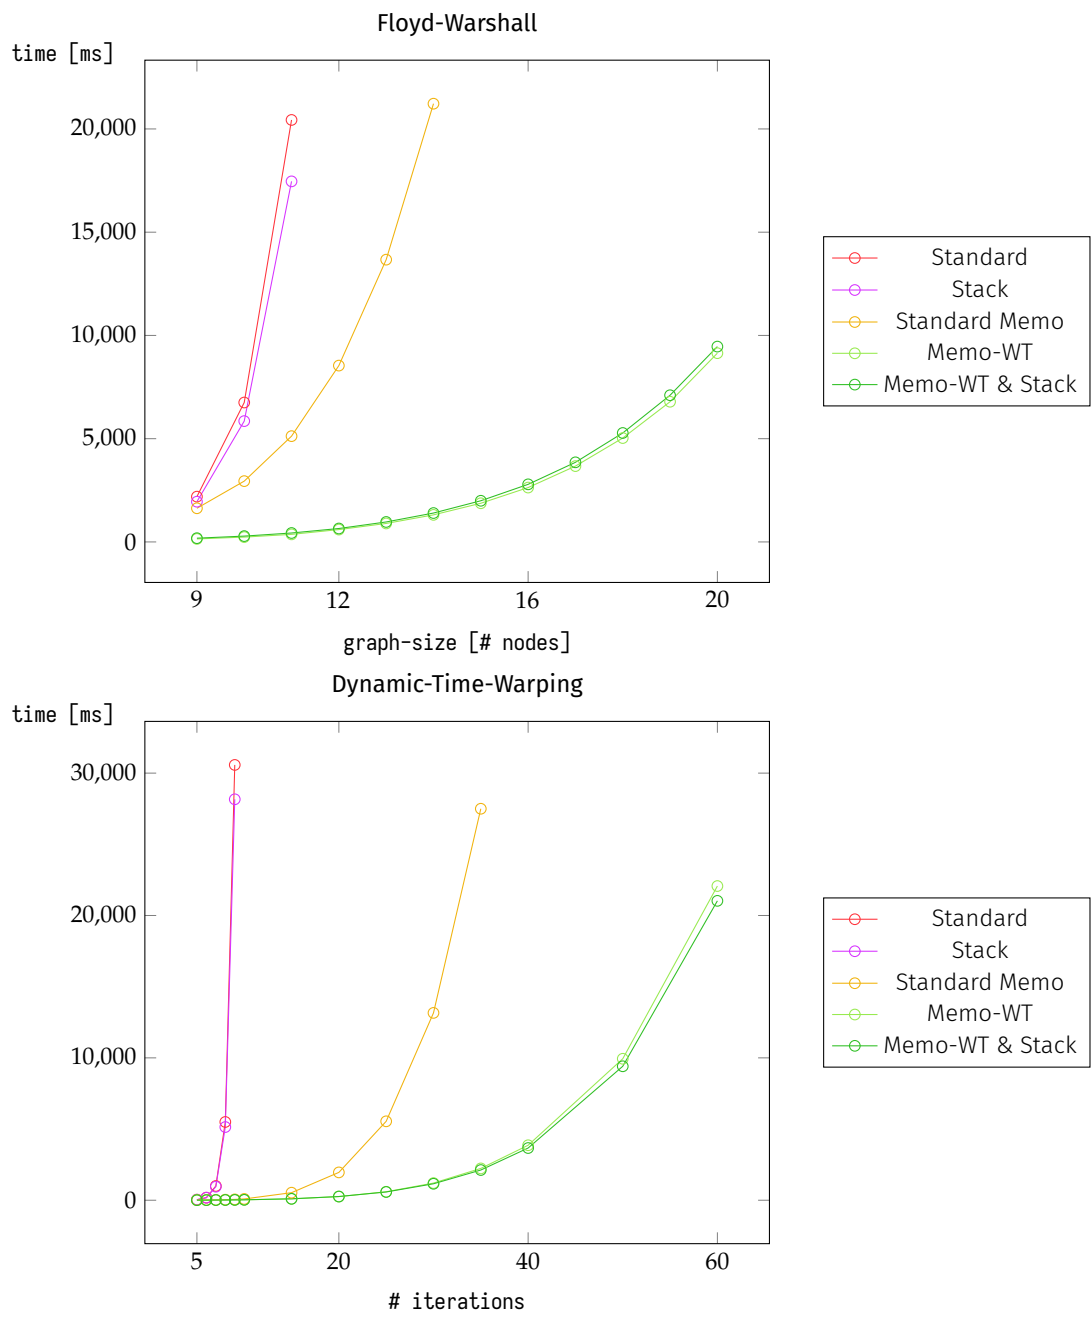 Floyd-Warshall
time [ms]
20,000
15,000
10,000
5,000
0
9 12 16 20
graph-size [# nodes]
Standard
Stack
Standard Memo
Memo-WT
Memo-WT & Stack
Dynamic-Time-Warping
time [ms]
30,000
20,000
10,000
0
5 20 40 60
# iterations
Standard
Stack
Standard Memo
Memo-WT
Memo-WT & Stack